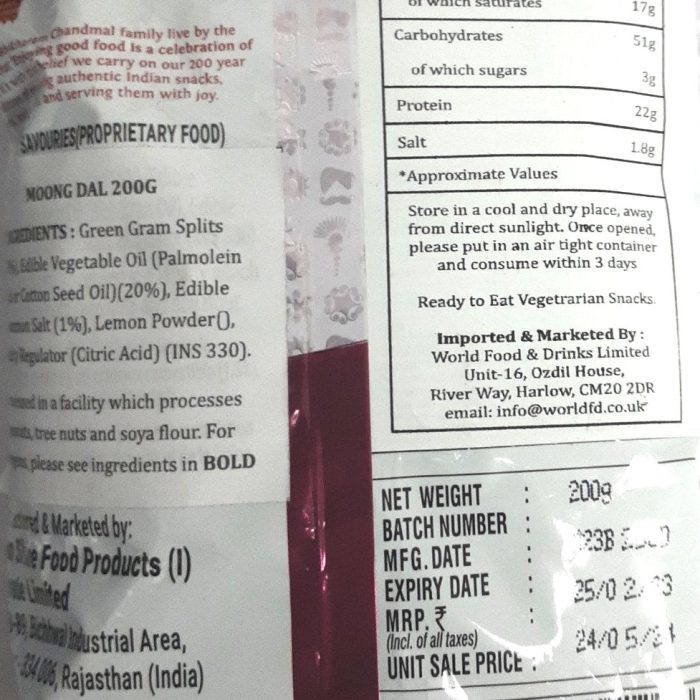 Chandmal family live by the
good food is a celebration of
we carry on our 200 year
authentic Indian snacks,
and serving them with joy.
SAVOURIES(PROPRIETARY FOOD)
MOONG DAL 200G
: Green Gram Splits
Edible Vegetable Oil (Palmolein
Cotton Seed Oil)(20%), Edible
Salt (1%), Lemon Powder(),
Regulator (Citric Acid) (INS 330).
in a facility which processes
tree nuts and soya flour. For
please see ingredients in BOLD
& Marketed by:
Food Products (I)
Limited
Industrial Area,
Rajasthan (India)
of which saturates 17g
Carbohydrates 51g
of which sugars 3g
Protein 22g
Salt 1.8g
*Approximate Values
Store in a cool and dry place, away
from direct sunlight. Once opened,
please put in an air tight container
and consume within 3 days
Ready to Eat Vegetrarian Snacks.
Imported & Marketed By :
World Food & Drinks Limited
Unit-16, Ozdil House,
River Way, Harlow, CM20 2DR
email: info@worldfd.co.uk
NET WEIGHT : 200g
BATCH NUMBER :
MFG. DATE :
EXPIRY DATE :
MRP. ₹ :
(Incl. of all taxes)
UNIT SALE PRICE :